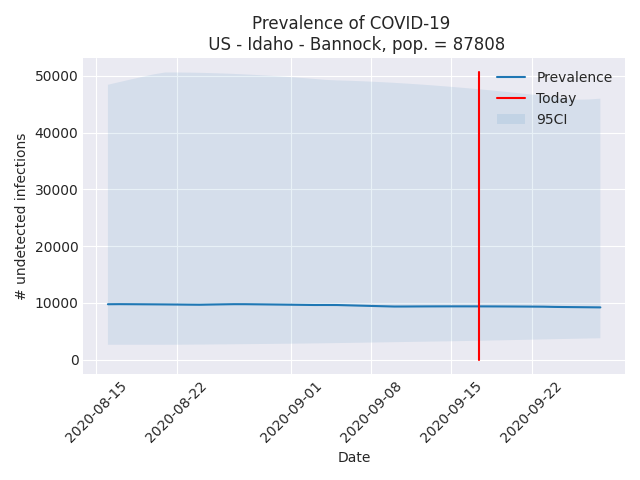 Prevalence of COVID-19
US - Idaho - Bannock, pop. = 87808
Prevalence
Today
95CI
# undetected infections
50000
40000
30000
20000
10000
0
2020-08-15
2020-08-22
2020-09-01
2020-09-08
2020-09-15
2020-09-22
Date